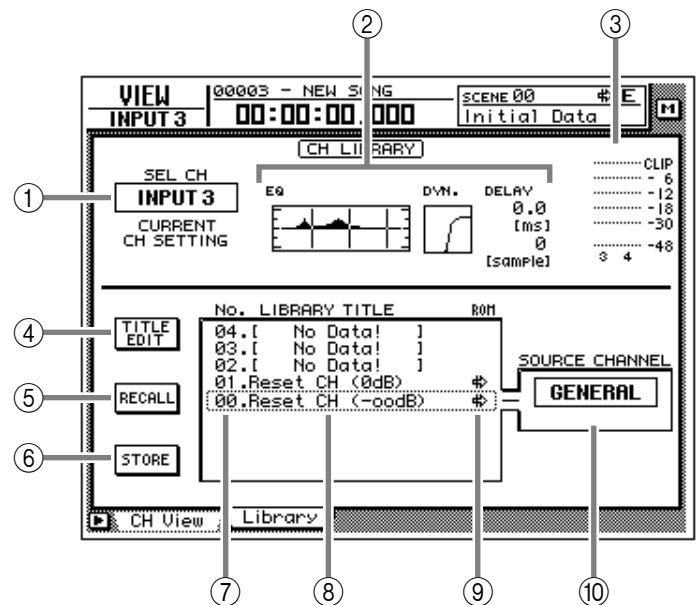 ② ③
VIEW
INPUT 3
00003 - NEW SONG
00:00:00.000
SCENE 00 E
Initial Data
M
CH LIBRARY
①
SEL CH
INPUT 3
CURRENT
CH SETTING
EQ
DYN.
DELAY
0.0
[ms]
0
[sample]
CLIP
- 6
-12
-18
-30
-48
3 4
④
TITLE
EDIT
⑤
RECALL
⑥
STORE
No. LIBRARY TITLE ROM
04.[ No Data! ]
03.[ No Data! ]
02.[ No Data! ]
01.Reset CH (0dB)
00.Reset CH (-oodB)
SOURCE CHANNEL
GENERAL
CH View
Library
⑦ ⑧ ⑨ ⑩